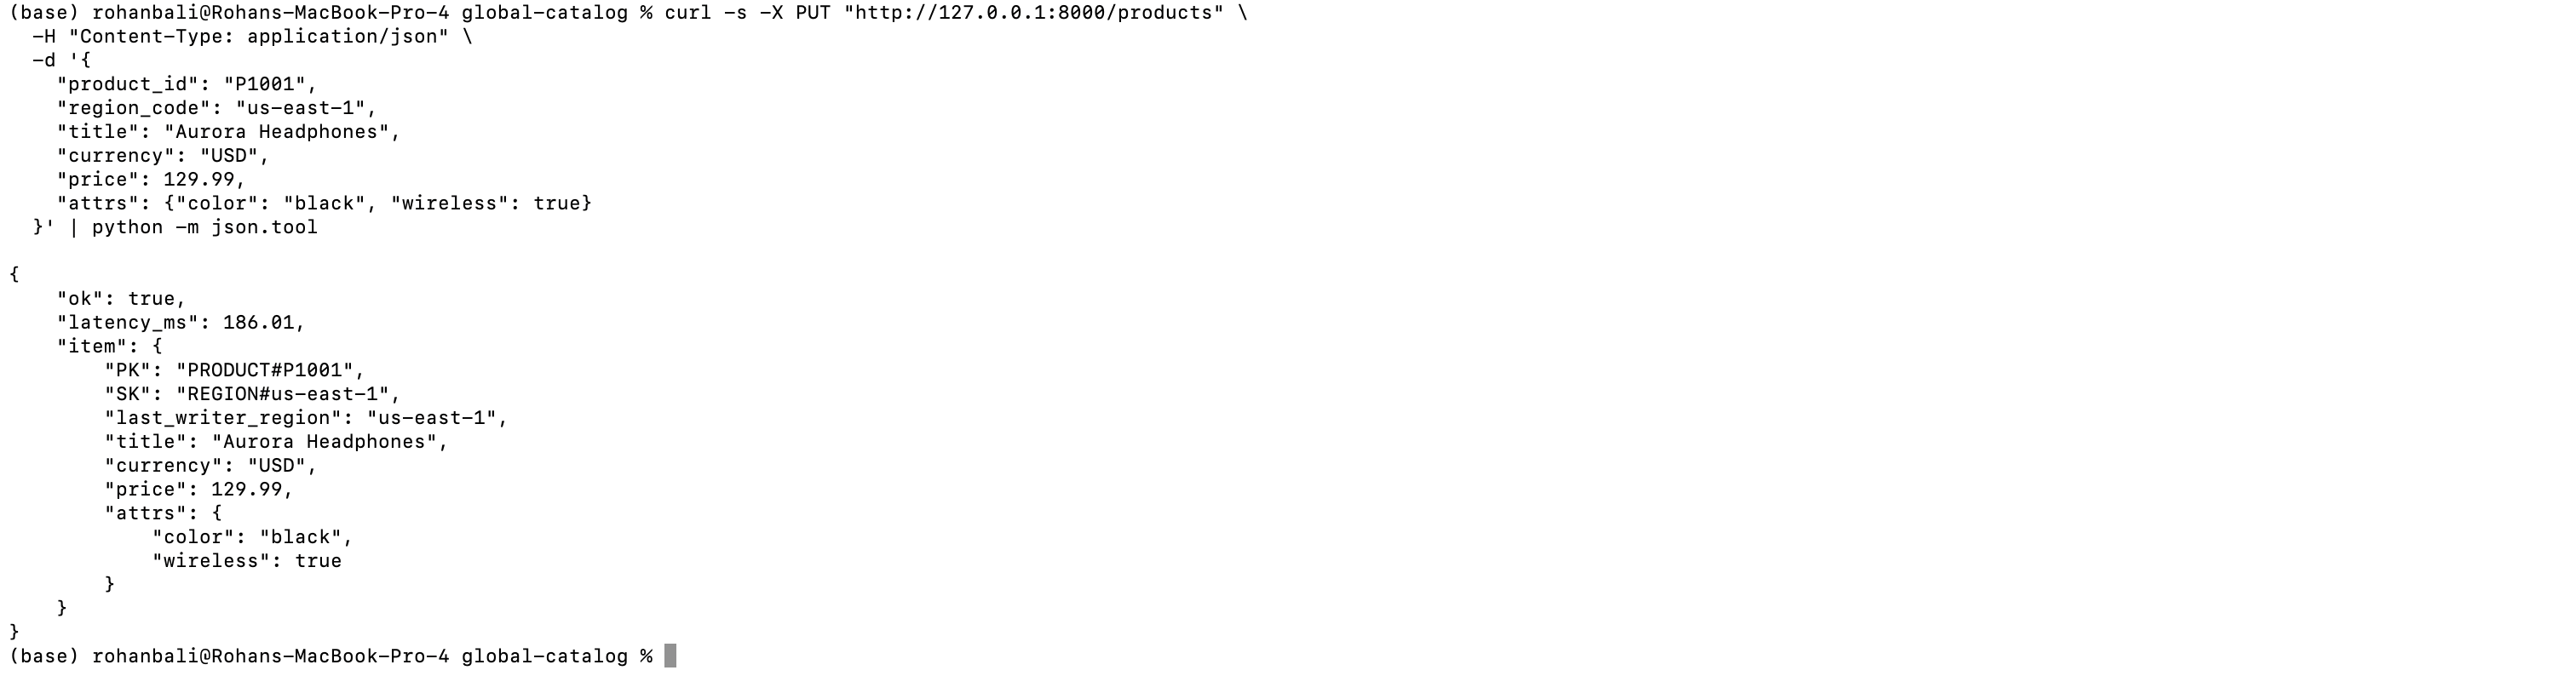 (base) rohanbali@Rohans-MacBook-Pro-4 global-catalog % curl -s -X PUT "http://127.0.0.1:8000/products" \
  -H "Content-Type: application/json" \
  -d '{
    "product_id": "P1001",
    "region_code": "us-east-1",
    "title": "Aurora Headphones",
    "currency": "USD",
    "price": 129.99,
    "attrs": {"color": "black", "wireless": true}
  }' | python -m json.tool

{
    "ok": true,
    "latency_ms": 186.01,
    "item": {
        "PK": "PRODUCT#P1001",
        "SK": "REGION#us-east-1",
        "last_writer_region": "us-east-1",
        "title": "Aurora Headphones",
        "currency": "USD",
        "price": 129.99,
        "attrs": {
            "color": "black",
            "wireless": true
        }
    }
}
(base) rohanbali@Rohans-MacBook-Pro-4 global-catalog %